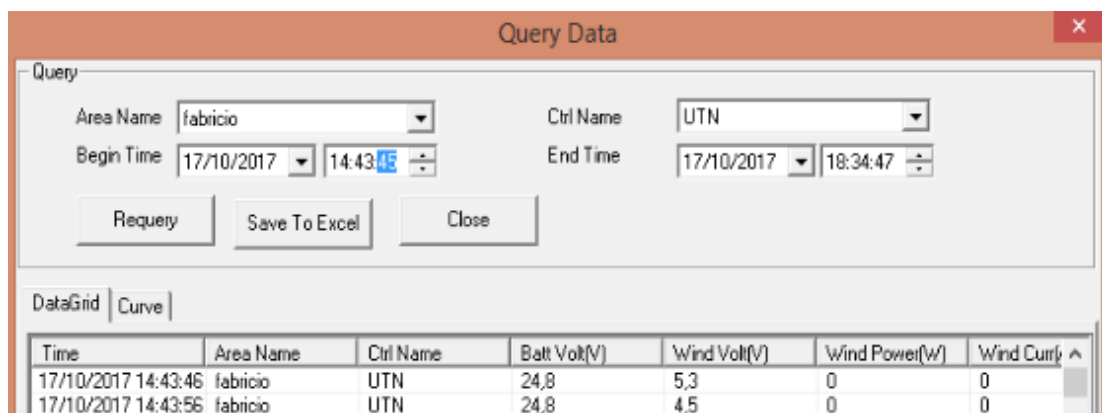 Query Data
Query
Area Name fabricio Ctrl Name UTN
Begin Time 17/10/2017 14:43:45 End Time 17/10/2017 18:34:47
Requery Save To Excel Close
DataGrid Curve
Time Area Name Ctrl Name Batt Volt(V) Wind Volt(V) Wind Power(W) Wind Curr(
17/10/2017 14:43:46 fabricio UTN 24,8 5,3 0 0
17/10/2017 14:43:56 fabricio UTN 24,8 4,5 0 0